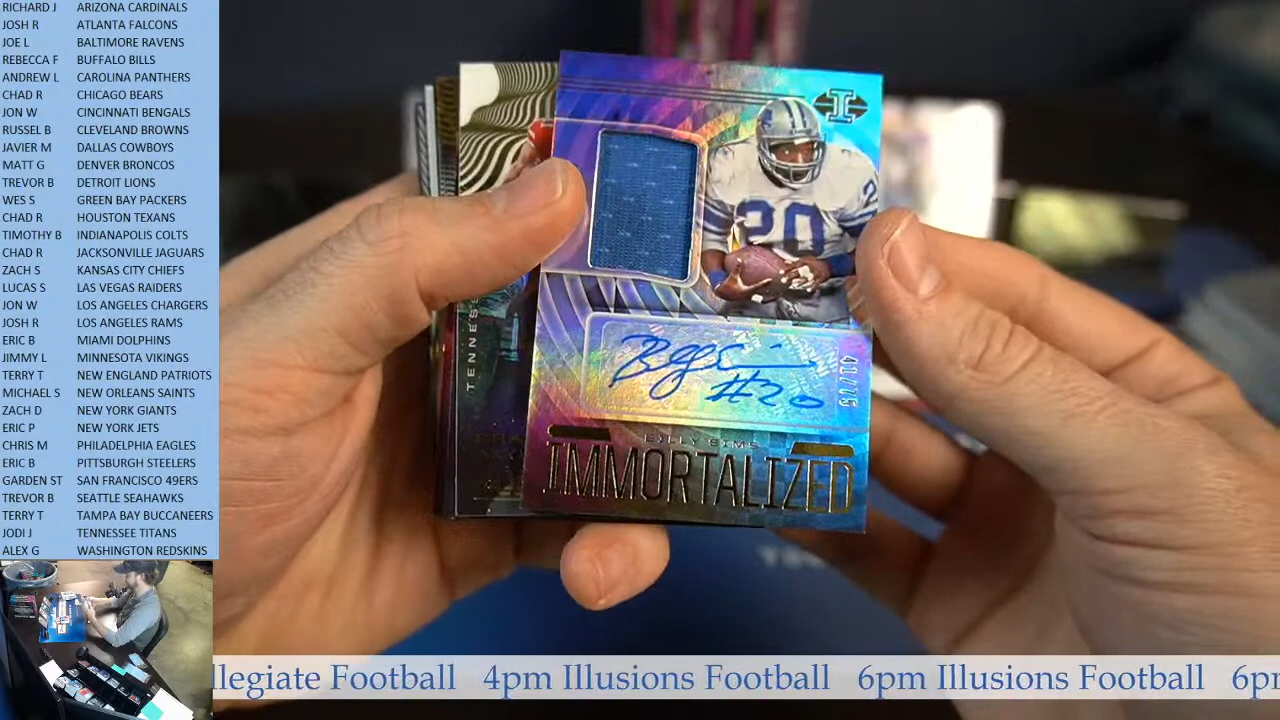 RICHARD J ARIZONA CARDINALS
JOSH R ATLANTA FALCONS
JOE L BALTIMORE RAVENS
REBECCA F BUFFALO BILLS
ANDREW L CAROLINA PANTHERS
CHAD R CHICAGO BEARS
JON W CINCINNATI BENGALS
RUSSEL B CLEVELAND BROWNS
JAVIER M DALLAS COWBOYS
MATT G DENVER BRONCOS
TREVOR B DETROIT LIONS
WES S GREEN BAY PACKERS
CHAD R HOUSTON TEXANS
TIMOTHY B INDIANAPOLIS COLTS
CHAD R JACKSONVILLE JAGUARS
ZACH S KANSAS CITY CHIEFS
LUCAS S LAS VEGAS RAIDERS
JON W LOS ANGELES CHARGERS
JOSH R LOS ANGELES RAMS
ERIC B MIAMI DOLPHINS
JIMMY L MINNESOTA VIKINGS
TERRY T NEW ENGLAND PATRIOTS
MICHAEL S NEW ORLEANS SAINTS
ZACH D NEW YORK GIANTS
ERIC P NEW YORK JETS
CHRIS M PHILADELPHIA EAGLES
ERIC B PITTSBURGH STEELERS
GARDEN ST SAN FRANCISCO 49ERS
TREVOR B SEATTLE SEAHAWKS
TERRY T TAMPA BAY BUCCANEERS
JODI J TENNESSEE TITANS
ALEX G WASHINGTON REDSKINS
I
20
20
TENNESS
#20
41/75
BILLY SIMS
IMMORTALIZED
llegiate Football 4pm Illusions Football 6pm Illusions Football 6p